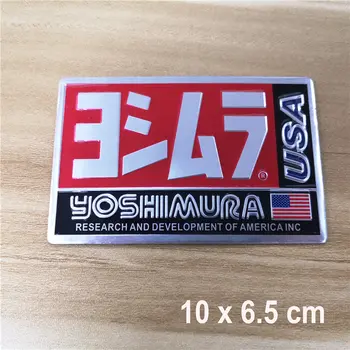 ヨシムラ®
USA
YOSHIMURA
RESEARCH AND DEVELOPMENT OF AMERICA INC
10 x 6.5 cm